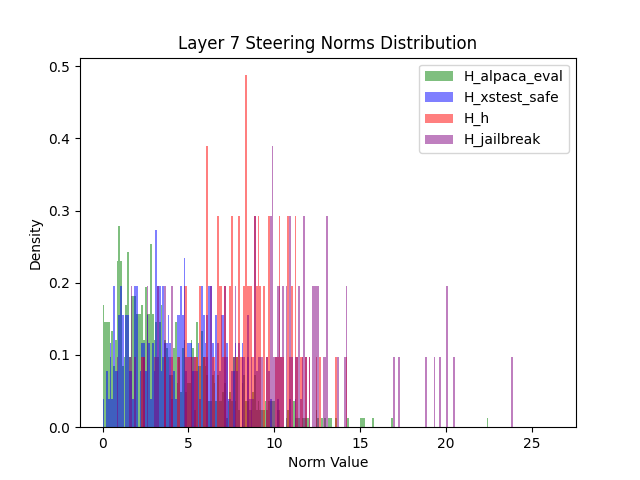 Layer 7 Steering Norms Distribution
H_alpaca_eval
H_xstest_safe
H_h
H_jailbreak
0.5
0.4
0.3
0.2
0.1
0.0
Density
0
5
10
15
20
25
Norm Value